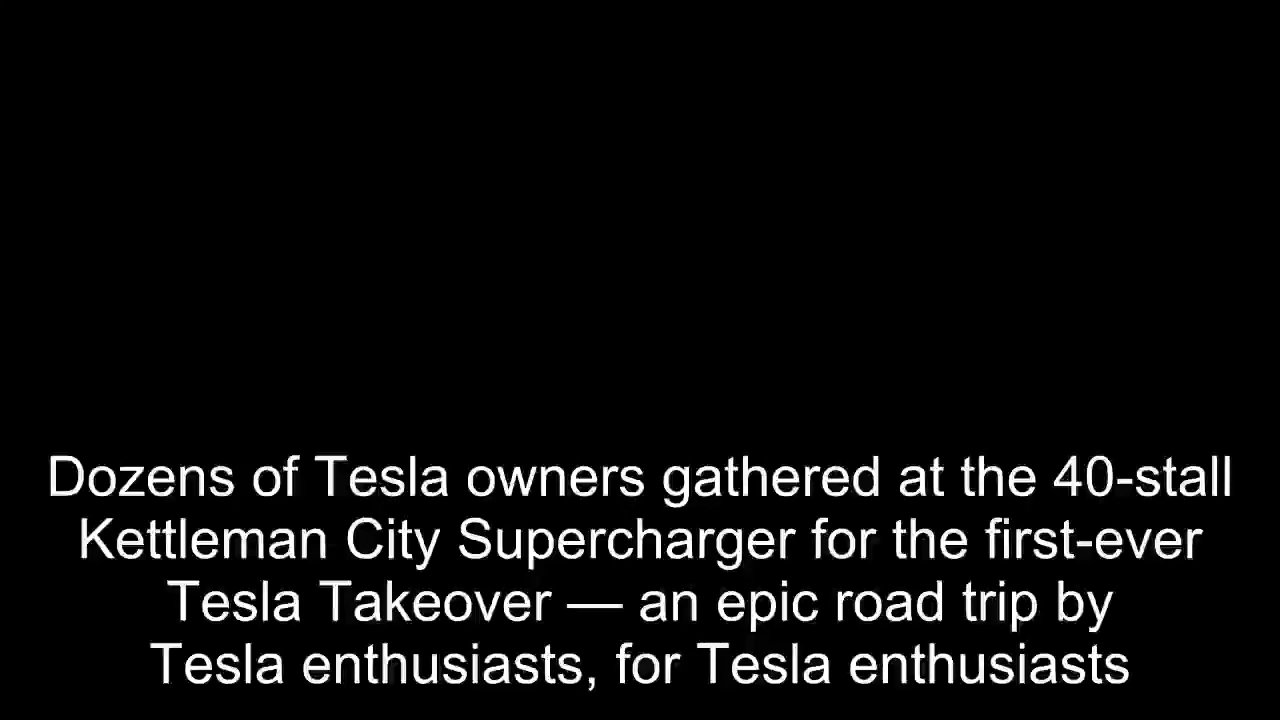 Dozens of Tesla owners gathered at the 40-stall
Kettleman City Supercharger for the first-ever
Tesla Takeover — an epic road trip by
Tesla enthusiasts, for Tesla enthusiasts